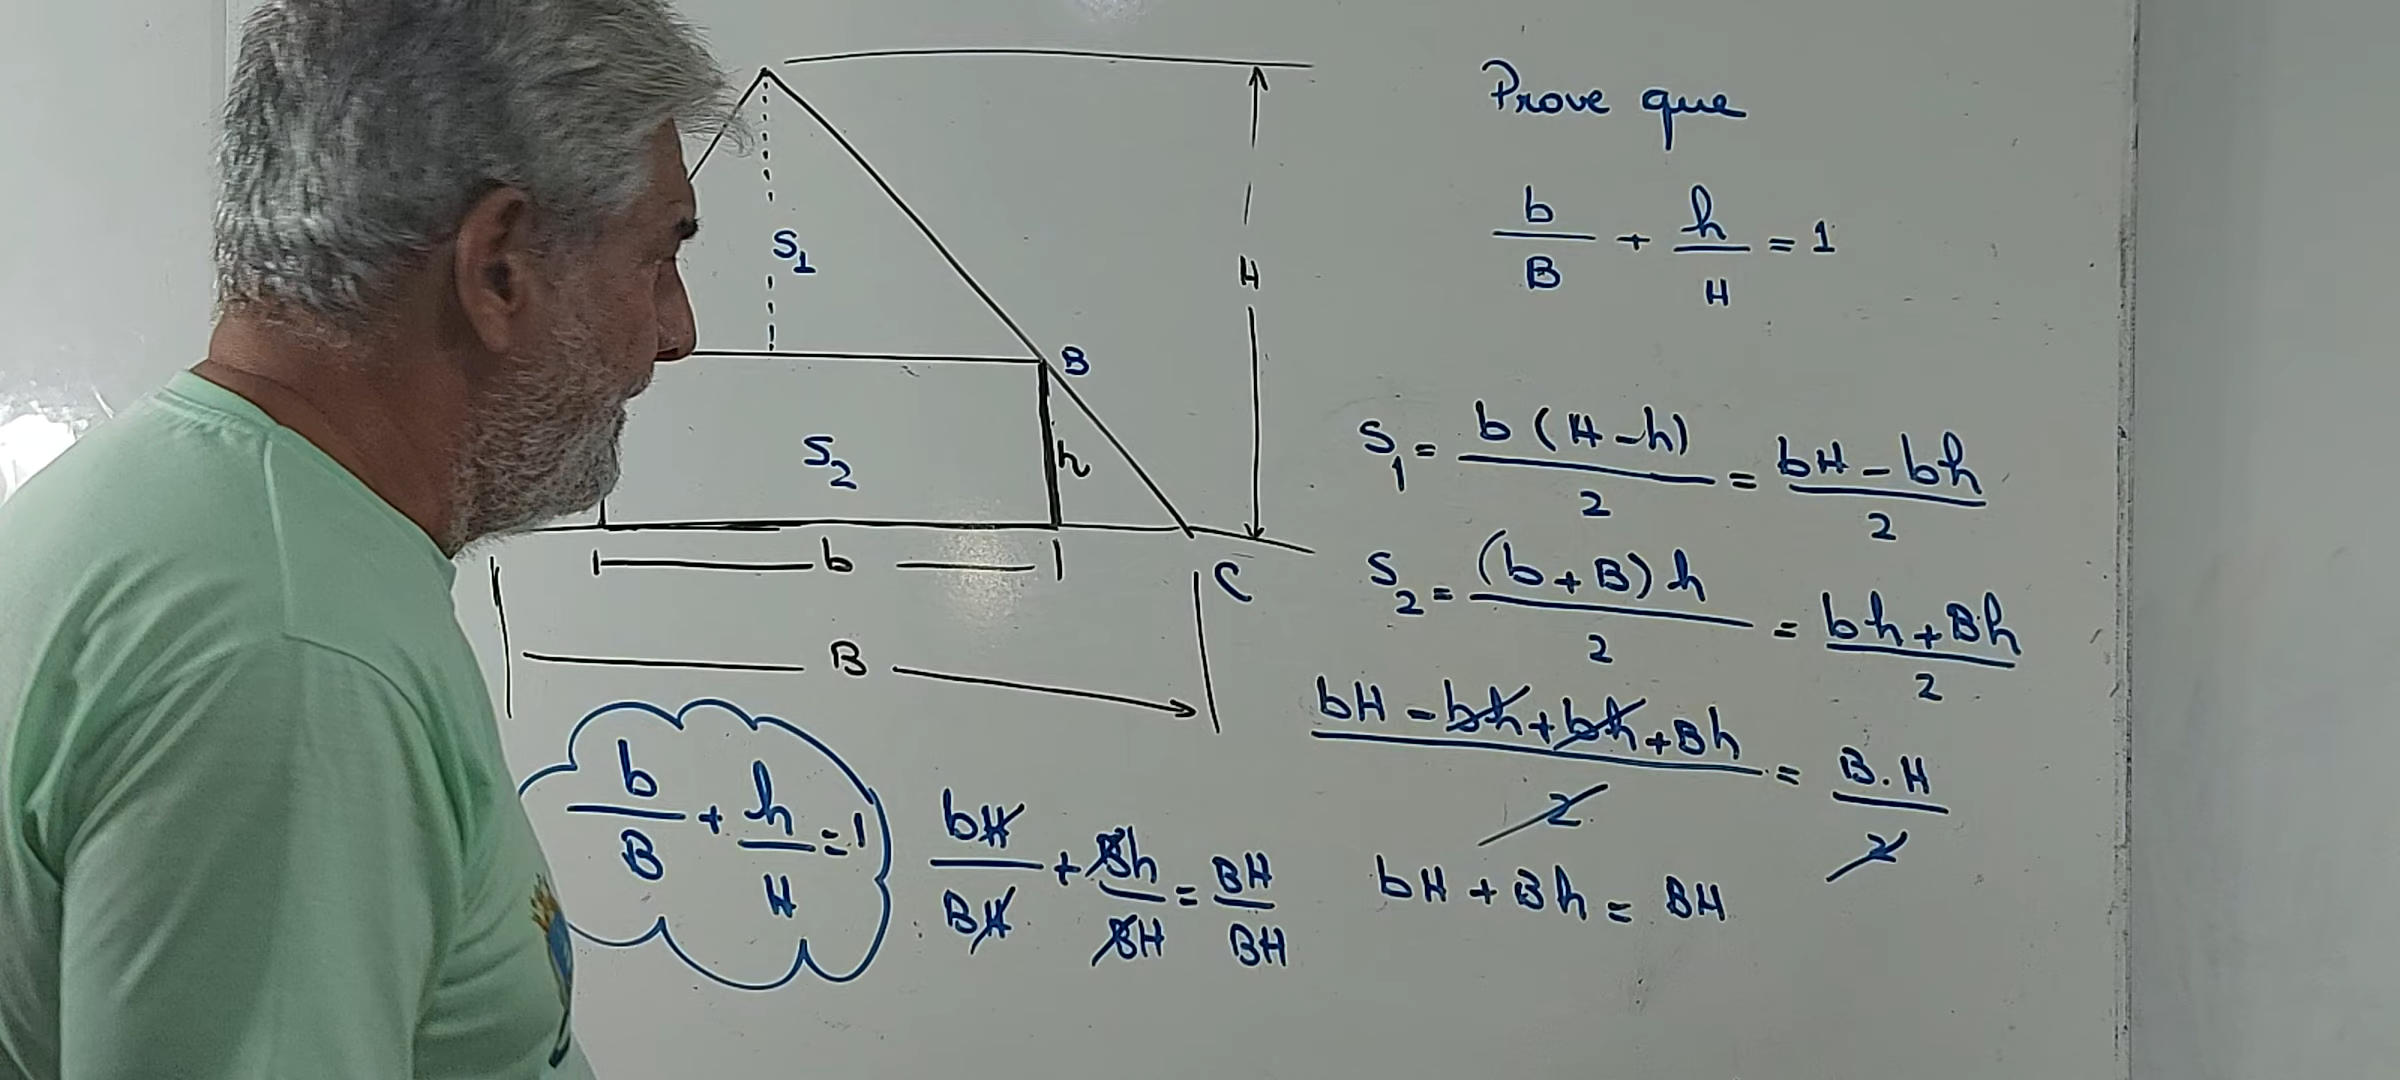 Prove que
b/B + h/H = 1
S1
H
B
S2
h
b
C
B
S1 = b(H-h)/2 = bH-bh/2
S2 = (b+B)h/2 = bh+Bh/2
bH-bh+bh+Bh/2 = B.H/2
bH+Bh = BH
bH/BH + Bh/BH = BH/BH
b/B + h/H = 1